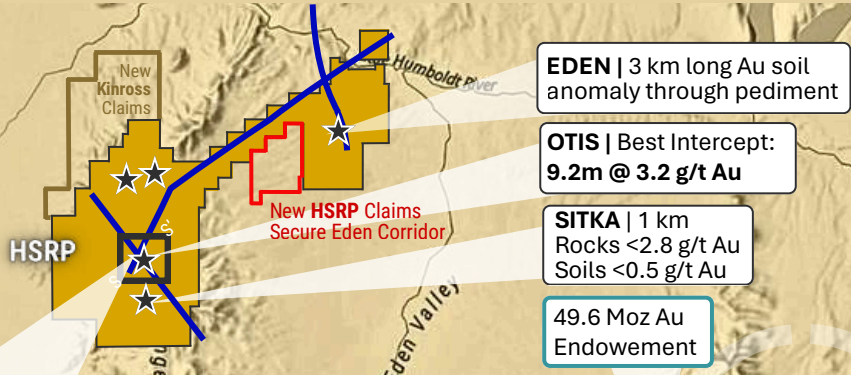 New
Kinross
Claims
Humboldt River
EDEN | 3 km long Au soil
anomaly through pediment
OTIS | Best Intercept:
9.2m @ 3.2 g/t Au
New HSRP Claims
Secure Eden Corridor
SITKA | 1 km
Rocks <2.8 g/t Au
Soils <0.5 g/t Au
HSRP
S'
S
Eden Valley
49.6 Moz Au
Endowement